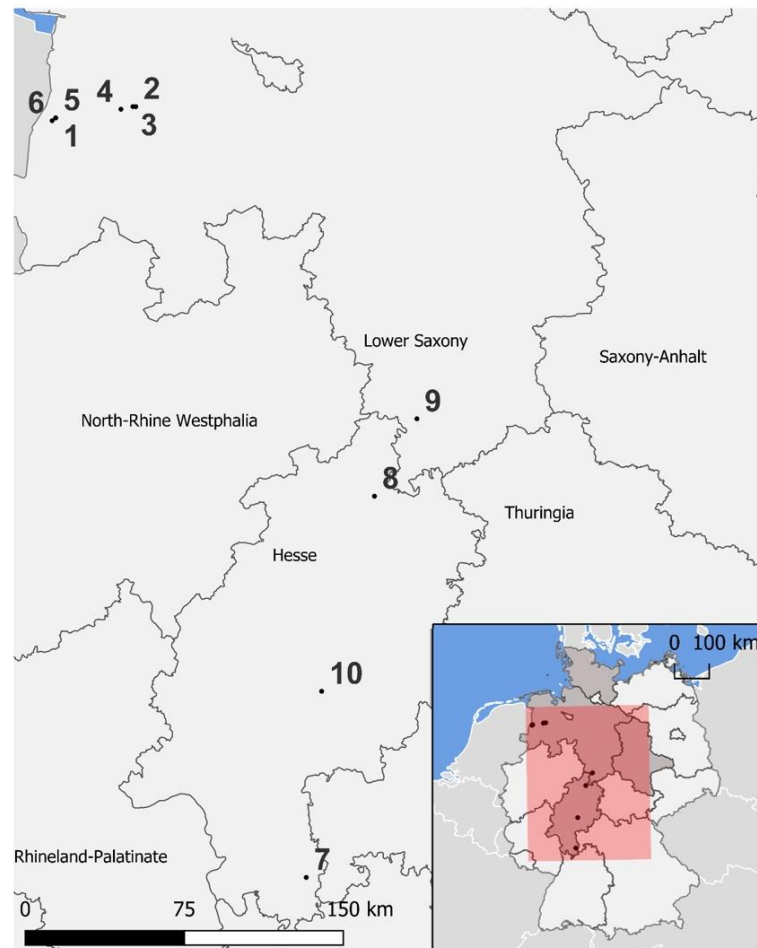 6 5 4 2
1 3
Lower Saxony
Saxony-Anhalt
North-Rhine Westphalia
9
8
Thuringia
Hesse
0 100 km
10
Rhineland-Palatinate
7
0 75 150 km